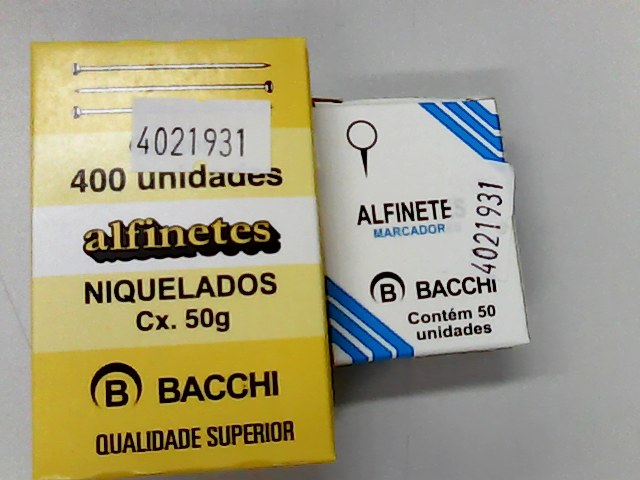 4021931
400 unidades
alfinetes
NIQUELADOS
Cx. 50g
B BACCHI
QUALIDADE SUPERIOR
ALFINETE
MARCADOR
4021931
B BACCHI
Contém 50
unidades